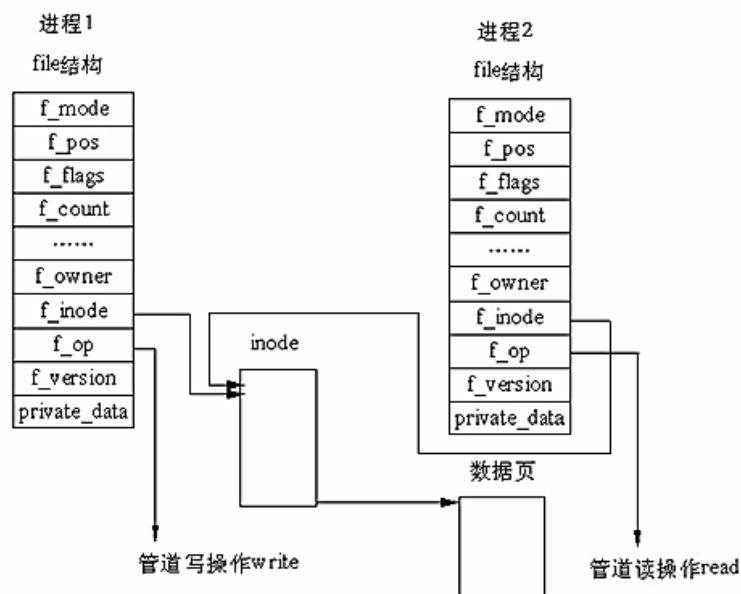 进程1
file结构
f_mode
f_pos
f_flags
f_count
……
f_owner
f_inode
f_op
f_version
private_data
进程2
file结构
f_mode
f_pos
f_flags
f_count
……
f_owner
f_inode
f_op
f_version
private_data
inode
数据页
管道写操作write
管道读操作read